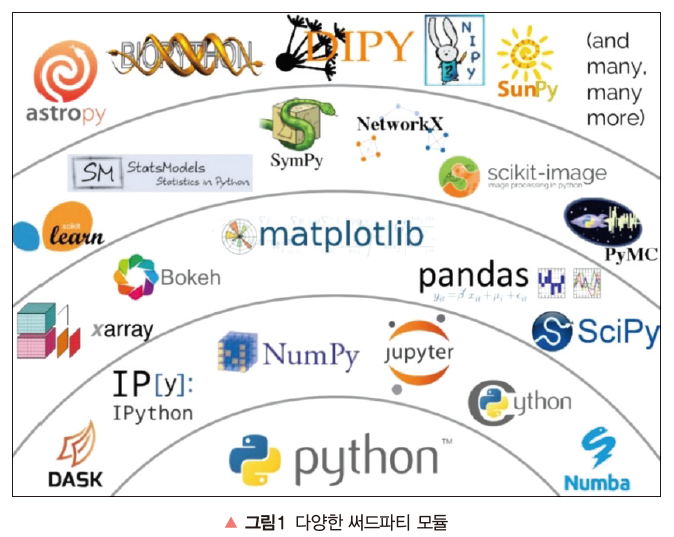 astropy
BIOPYTHON
DIPY
NIPY
SunPy
(and
many,
many
more)
SymPy
NetworkX
SM
StatsModels
Statistics in Python
scikit-image
image processing in python
scikit
learn
matplotlib
PyMC
Bokeh
pandas
xarray
NumPy
jupyter
SciPy
IP[y]:
IPython
Cython
DASK
python™
Numba
▲ 그림1 다양한 써드파티 모듈